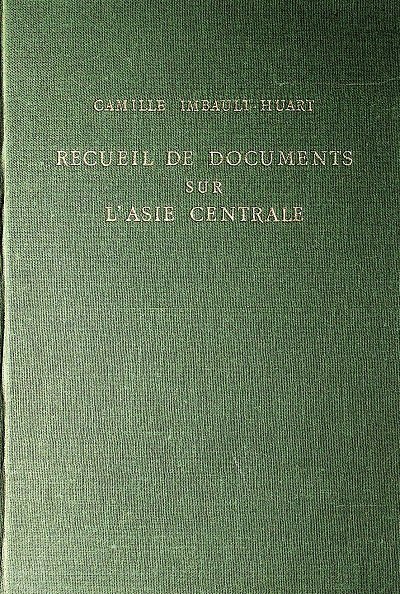 CAMILLE IMBAULT-HUART
RECUEIL DE DOCUMENTS
SUR
L'ASIE CENTRALE